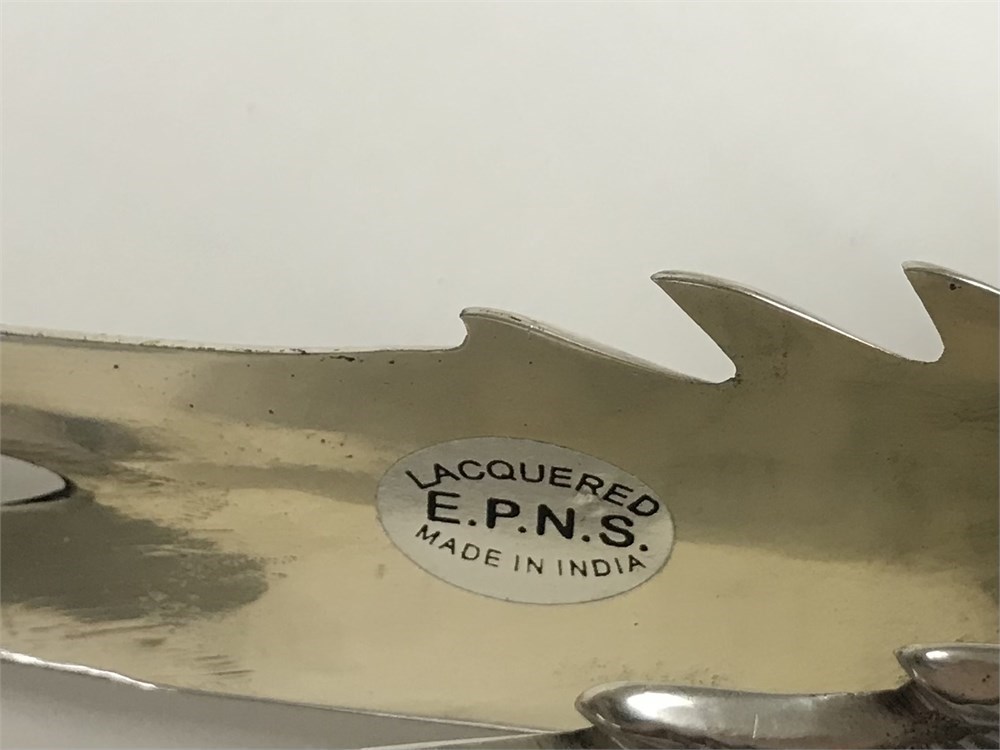 LACQUERED
E.P.N.S.
MADE IN INDIA